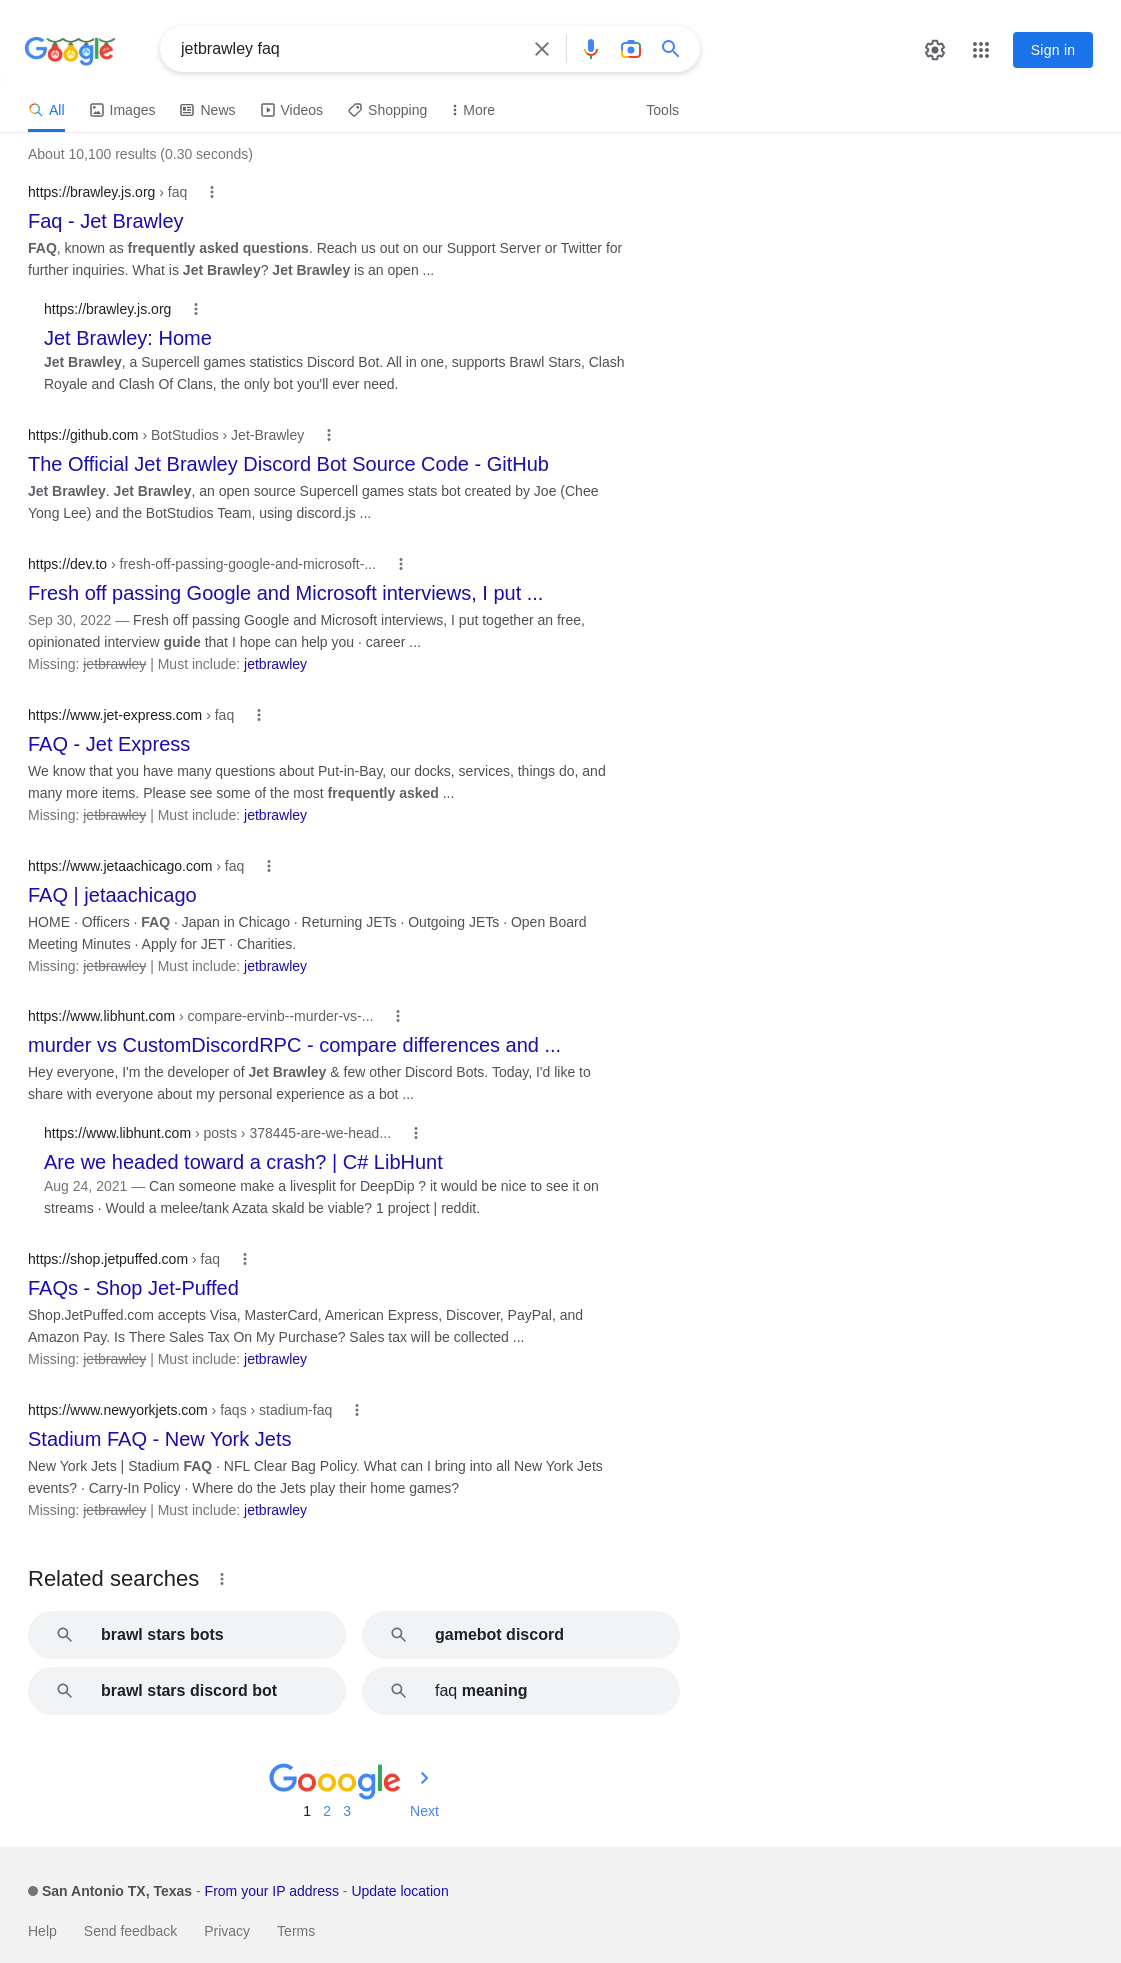 Google
jetbrawley faq
Sign in
All
Images
News
Videos
Shopping
More
Tools
About 10,100 results (0.30 seconds)
https://brawley.js.org › faq
Faq - Jet Brawley
FAQ, known as frequently asked questions. Reach us out on our Support Server or Twitter for
further inquiries. What is Jet Brawley? Jet Brawley is an open ...
https://brawley.js.org
Jet Brawley: Home
Jet Brawley, a Supercell games statistics Discord Bot. All in one, supports Brawl Stars, Clash
Royale and Clash Of Clans, the only bot you'll ever need.
https://github.com › BotStudios › Jet-Brawley
The Official Jet Brawley Discord Bot Source Code - GitHub
Jet Brawley. Jet Brawley, an open source Supercell games stats bot created by Joe (Chee
Yong Lee) and the BotStudios Team, using discord.js ...
https://dev.to › fresh-off-passing-google-and-microsoft-...
Fresh off passing Google and Microsoft interviews, I put ...
Sep 30, 2022 — Fresh off passing Google and Microsoft interviews, I put together an free,
opinionated interview guide that I hope can help you · career ...
Missing: jetbrawley | Must include: jetbrawley
https://www.jet-express.com › faq
FAQ - Jet Express
We know that you have many questions about Put-in-Bay, our docks, services, things do, and
many more items. Please see some of the most frequently asked ...
Missing: jetbrawley | Must include: jetbrawley
https://www.jetaachicago.com › faq
FAQ | jetaachicago
HOME · Officers · FAQ · Japan in Chicago · Returning JETs · Outgoing JETs · Open Board
Meeting Minutes · Apply for JET · Charities.
Missing: jetbrawley | Must include: jetbrawley
https://www.libhunt.com › compare-ervinb--murder-vs-...
murder vs CustomDiscordRPC - compare differences and ...
Hey everyone, I'm the developer of Jet Brawley & few other Discord Bots. Today, I'd like to
share with everyone about my personal experience as a bot ...
https://www.libhunt.com › posts › 378445-are-we-head...
Are we headed toward a crash? | C# LibHunt
Aug 24, 2021 — Can someone make a livesplit for DeepDip ? it would be nice to see it on
streams · Would a melee/tank Azata skald be viable? 1 project | reddit.
https://shop.jetpuffed.com › faq
FAQs - Shop Jet-Puffed
Shop.JetPuffed.com accepts Visa, MasterCard, American Express, Discover, PayPal, and
Amazon Pay. Is There Sales Tax On My Purchase? Sales tax will be collected ...
Missing: jetbrawley | Must include: jetbrawley
https://www.newyorkjets.com › faqs › stadium-faq
Stadium FAQ - New York Jets
New York Jets | Stadium FAQ · NFL Clear Bag Policy. What can I bring into all New York Jets
events? · Carry-In Policy · Where do the Jets play their home games?
Missing: jetbrawley | Must include: jetbrawley
Related searches
brawl stars bots
gamebot discord
brawl stars discord bot
faq meaning
Gooogle
1 2 3 Next
San Antonio TX, Texas - From your IP address - Update location
Help Send feedback Privacy Terms